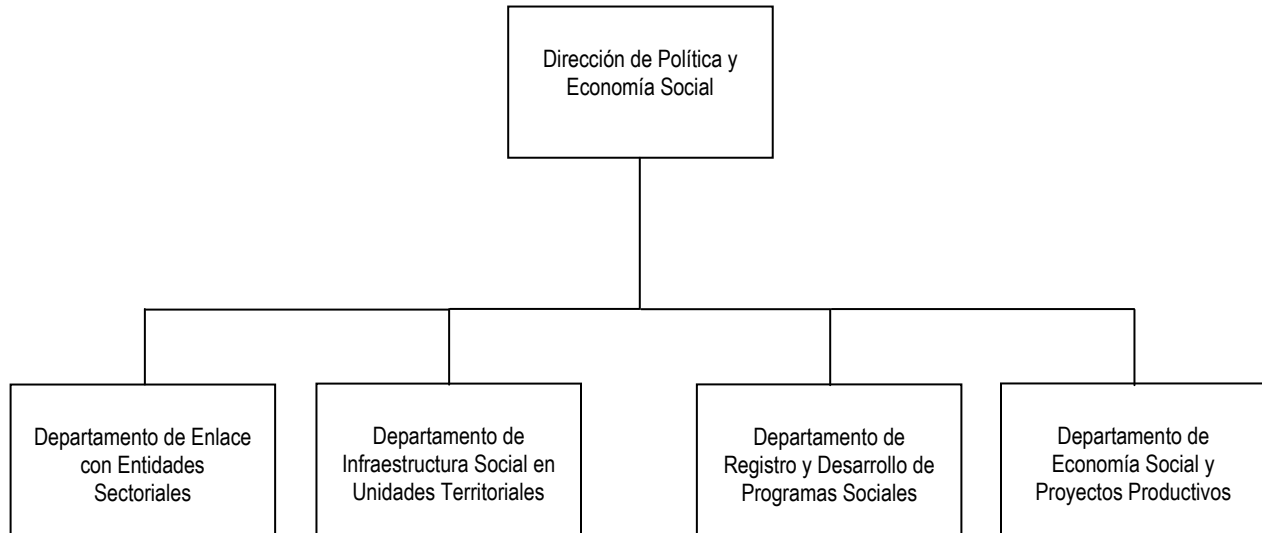 Dirección de Política y
Economía Social
Departamento de Enlace
con Entidades
Sectoriales
Departamento de
Infraestructura Social en
Unidades Territoriales
Departamento de
Registro y Desarrollo de
Programas Sociales
Departamento de
Economía Social y
Proyectos Productivos